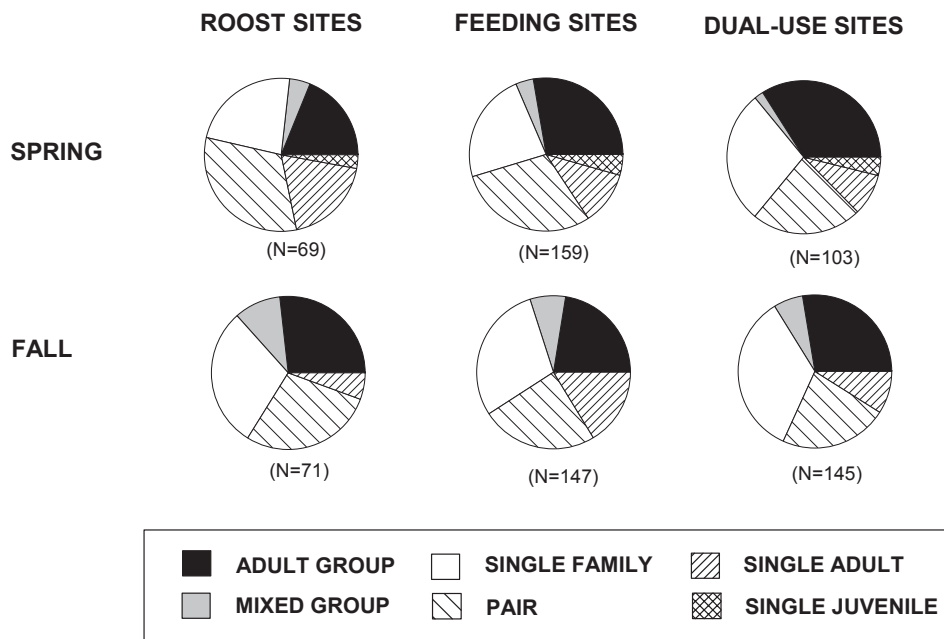 ROOST SITES FEEDING SITES DUAL-USE SITES
SPRING
(N=69) (N=159) (N=103)
FALL
(N=71) (N=147) (N=145)
ADULT GROUP SINGLE FAMILY SINGLE ADULT
MIXED GROUP PAIR SINGLE JUVENILE